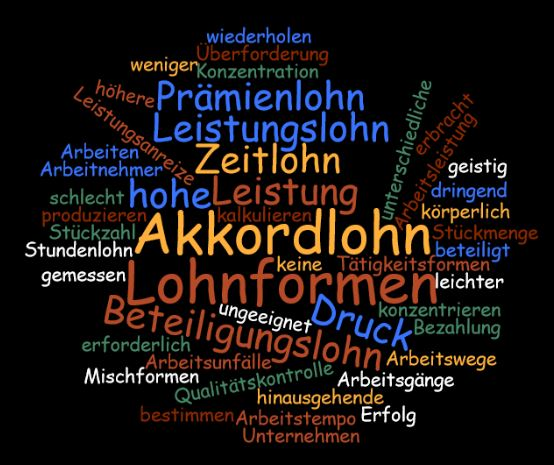 wiederholen
Überforderung
weniger
Konzentration
höhere
Prämienlohn
unterschiedliche
erbracht
Leistungsanreize
Leistungslohn
Arbeitsleistung
Arbeiten
Zeitlohn
geistig
Arbeitnehmer
hohe
Leistung
dringend
schlecht
körperlich
produzieren
kalkulieren
Stückzahl
Akkordlohn
Stückmenge
Stundenlohn
beteiligt
keine
Tätigkeitsformen
gemessen
Lohnformen
leichter
Beteiligungslohn
ungeeignet
Druck
konzentrieren
Bezahlung
erforderlich
Arbeitsunfälle
Arbeitswege
Mischformen
Qualitätskontrolle
Arbeitsgänge
hinausgehende
bestimmen
Arbeitstempo
Erfolg
Unternehmen